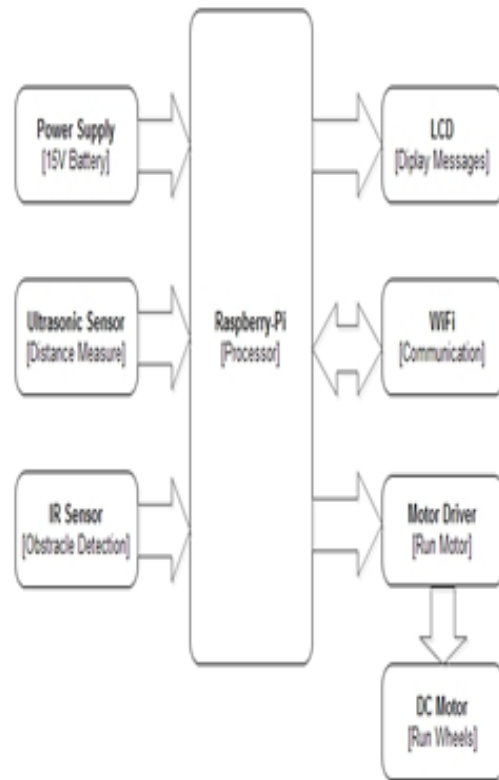 Power Supply
[15V Battery]
Ultrasonic Sensor
[Distance Measure]
IR Sensor
[Obstracle Detection]
Raspberry-Pi
[Processor]
LCD
[Diplay Messages]
WiFi
[Communication]
Motor Driver
[Run Motor]
DC Motor
[Run Wheels]